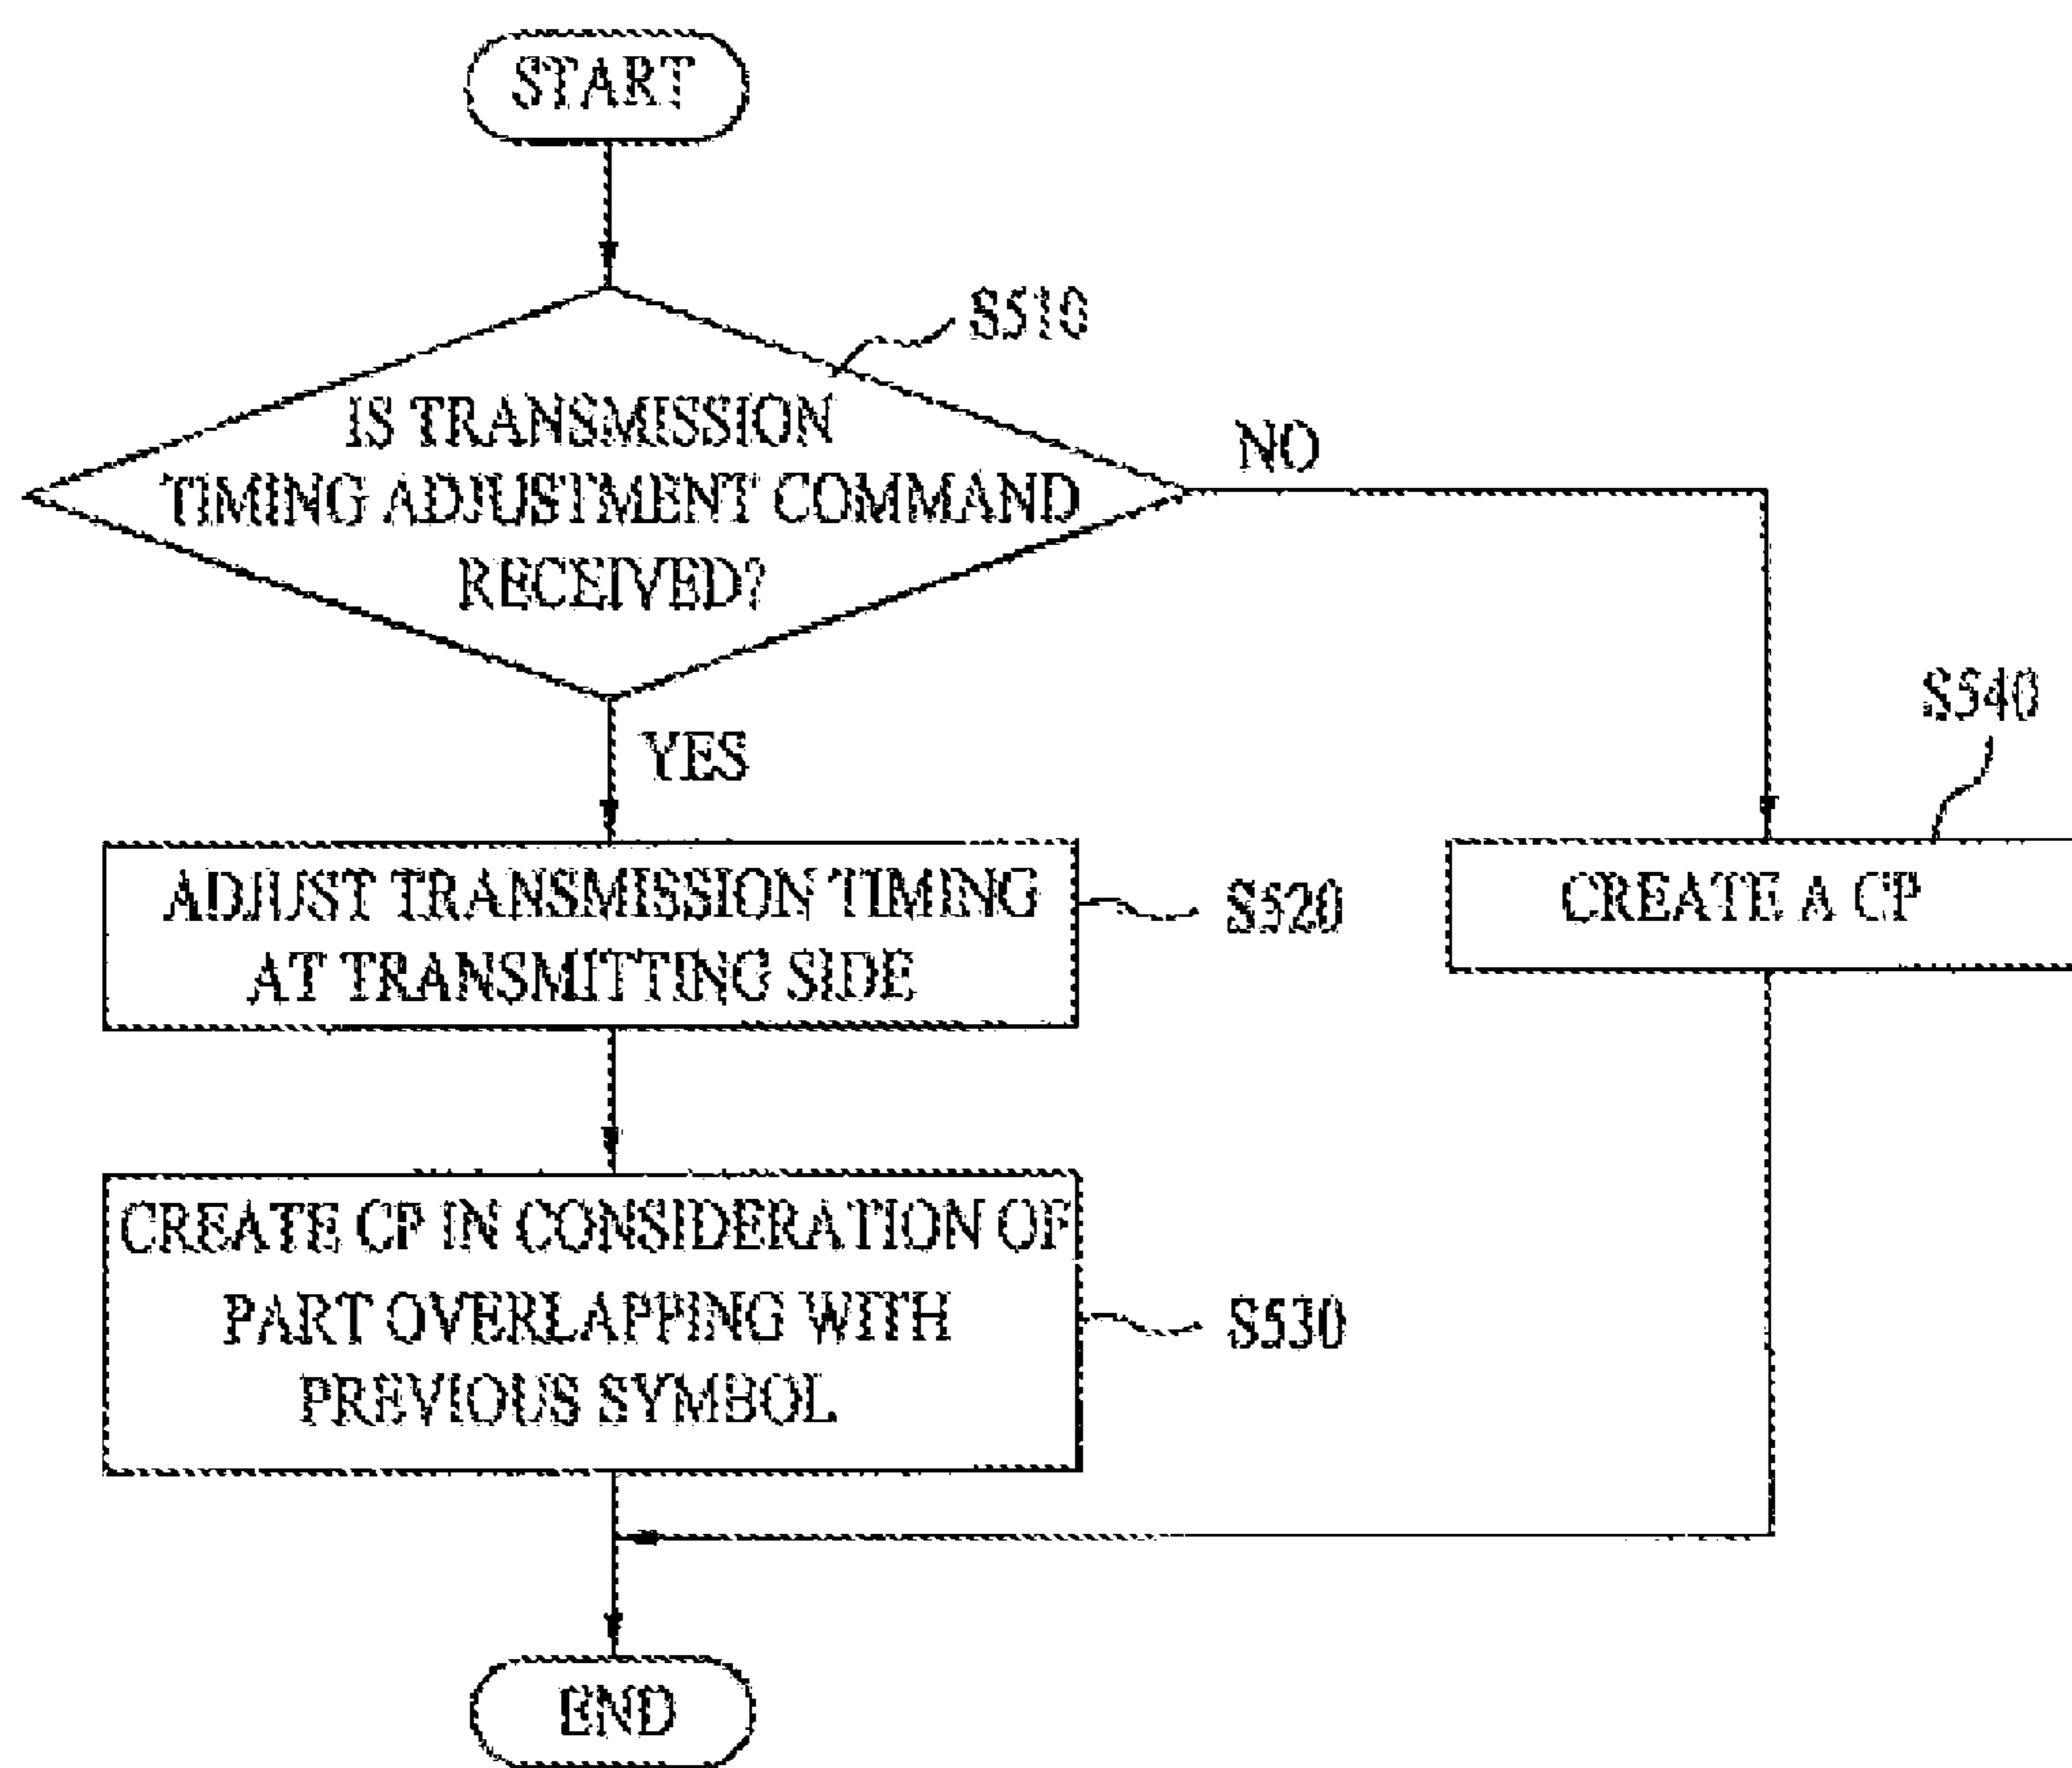 START
S510
IS TRANSMISSION
TIMING ADJUSTMENT COMMAND
RECEIVED?
NO
YES
S540
ADJUST TRANSMISSION TIMING
AT TRANSMITTING SIDE
S520
CREATE A CP
CREATE CP IN CONSIDERATION OF
PART OVERLAPPING WITH
PREVIOUS SYMBOL
S530
END